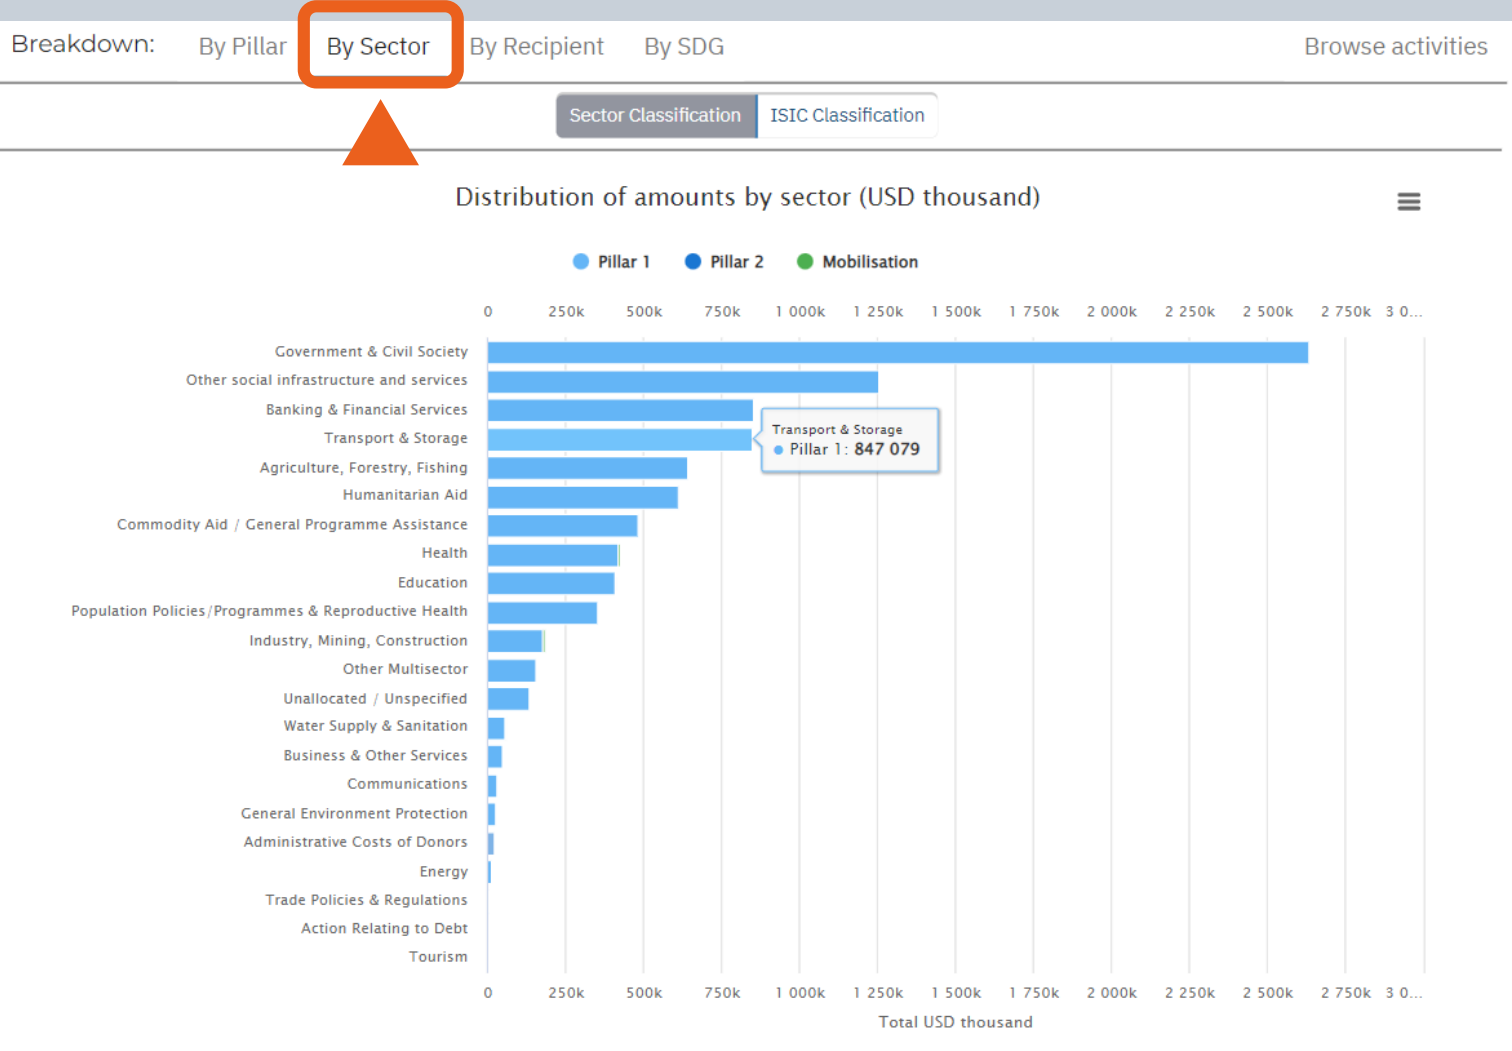 Breakdown: By Pillar By Sector By Recipient By SDG Browse activities
Sector Classification ISIC Classification
Distribution of amounts by sector (USD thousand)
Pillar 1 Pillar 2 Mobilisation
0 250k 500k 750k 1 000k 1 250k 1 500k 1 750k 2 000k 2 250k 2 500k 2 750k 3 0...
Government & Civil Society
Other social infrastructure and services
Banking & Financial Services
Transport & Storage
Transport & Storage
Pillar 1: 847 079
Agriculture, Forestry, Fishing
Humanitarian Aid
Commodity Aid / General Programme Assistance
Health
Education
Population Policies/Programmes & Reproductive Health
Industry, Mining, Construction
Other Multisector
Unallocated / Unspecified
Water Supply & Sanitation
Business & Other Services
Communications
General Environment Protection
Administrative Costs of Donors
Energy
Trade Policies & Regulations
Action Relating to Debt
Tourism
0 250k 500k 750k 1 000k 1 250k 1 500k 1 750k 2 000k 2 250k 2 500k 2 750k 3 0...
Total USD thousand